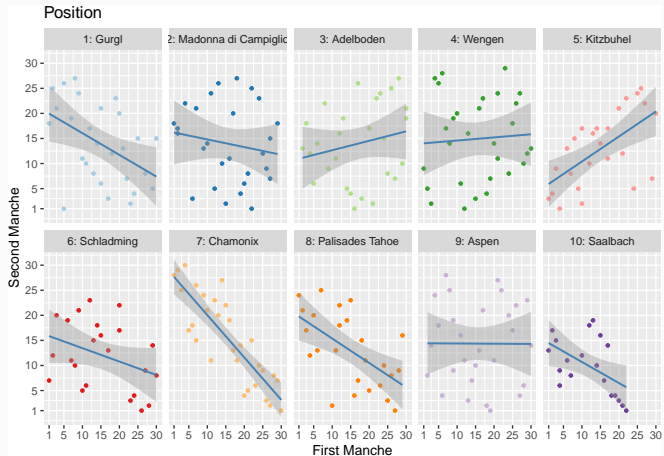 Position
1: Gurgl
2: Madonna di Campiglio
3: Adelboden
4: Wengen
5: Kitzbuhel
30
25
20
15
10
5
1
6: Schladming
7: Chamonix
8: Palisades Tahoe
9: Aspen
10: Saalbach
30
25
20
15
10
5
1
Second Manche
1 5 10 15 20 25 30 1 5 10 15 20 25 30 1 5 10 15 20 25 30 1 5 10 15 20 25 30 1 5 10 15 20 25 30
First Manche